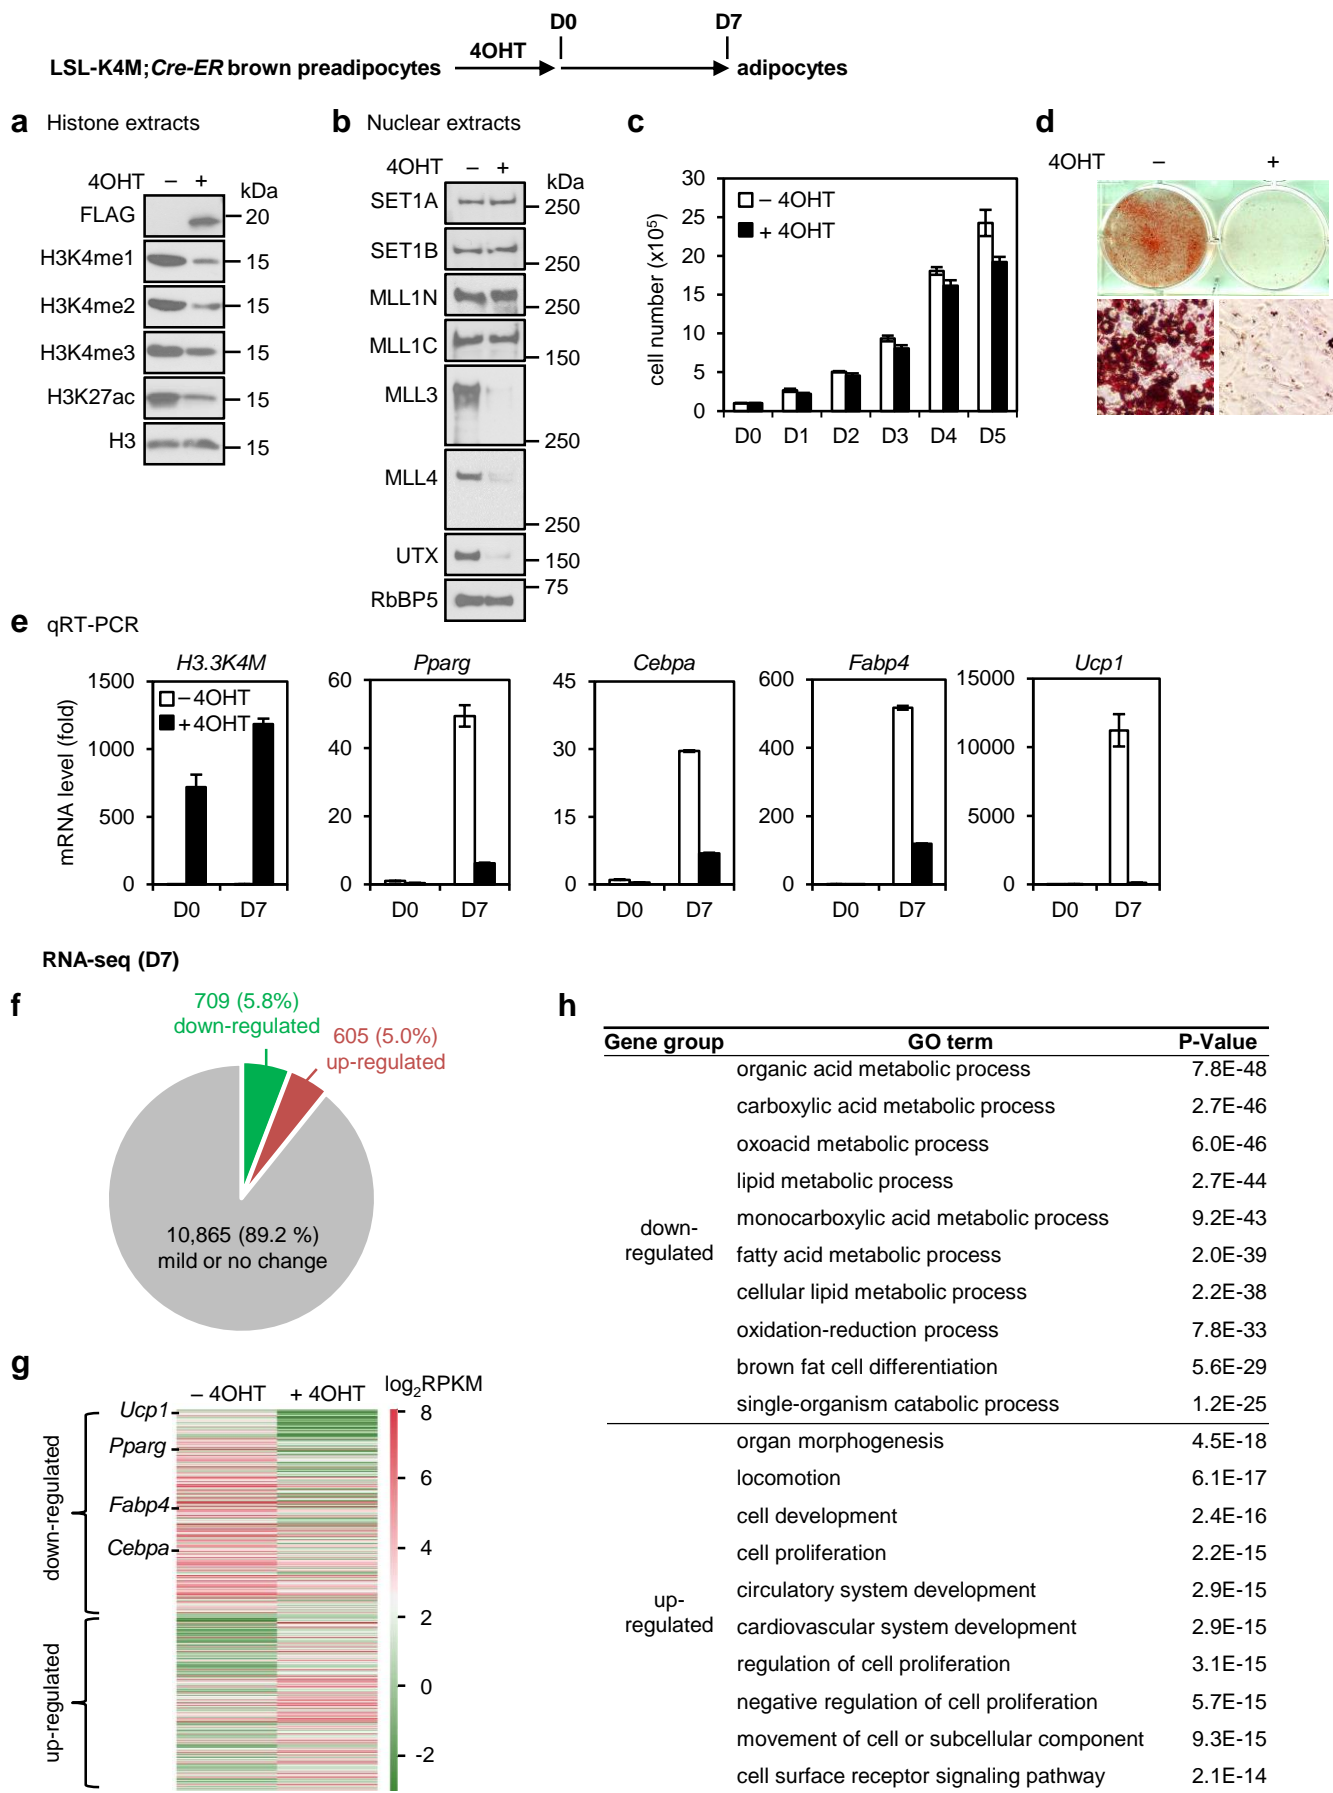 D0 D7
LSL-K4M;Cre-ER brown preadipocytes 4OHT adipocytes
a Histone extracts
4OHT – +
kDa
FLAG 20
H3K4me1 15
H3K4me2 15
H3K4me3 15
H3K27ac 15
H3 15
b Nuclear extracts
4OHT – +
kDa
SET1A 250
SET1B 250
MLL1N 250
MLL1C 150
MLL3 250
MLL4 250
UTX 150
75
RbBP5
c
cell number (x10⁵)
30
25
20
15
10
5
0
– 4OHT
+ 4OHT
D0 D1 D2 D3 D4 D5
d
4OHT – +
e qRT-PCR
mRNA level (fold)
H3.3K4M
1500
1000
500
0
– 4OHT
+ 4OHT
D0 D7
Pparg
60
40
20
0
D0 D7
Cebpa
45
30
15
0
D0 D7
Fabp4
600
400
200
0
D0 D7
Ucp1
15000
10000
5000
0
D0 D7
RNA-seq (D7)
f
709 (5.8%)
down-regulated
605 (5.0%)
up-regulated
10,865 (89.2 %)
mild or no change
g
– 4OHT + 4OHT log₂RPKM
down-regulated
Ucp1
Pparg
Fabp4
Cebpa
up-regulated
8
6
4
2
0
-2
h
Gene group GO term P-Value
down-
regulated
organic acid metabolic process 7.8E-48
carboxylic acid metabolic process 2.7E-46
oxoacid metabolic process 6.0E-46
lipid metabolic process 2.7E-44
monocarboxylic acid metabolic process 9.2E-43
fatty acid metabolic process 2.0E-39
cellular lipid metabolic process 2.2E-38
oxidation-reduction process 7.8E-33
brown fat cell differentiation 5.6E-29
single-organism catabolic process 1.2E-25
up-
regulated
organ morphogenesis 4.5E-18
locomotion 6.1E-17
cell development 2.4E-16
cell proliferation 2.2E-15
circulatory system development 2.9E-15
cardiovascular system development 2.9E-15
regulation of cell proliferation 3.1E-15
negative regulation of cell proliferation 5.7E-15
movement of cell or subcellular component 9.3E-15
cell surface receptor signaling pathway 2.1E-14